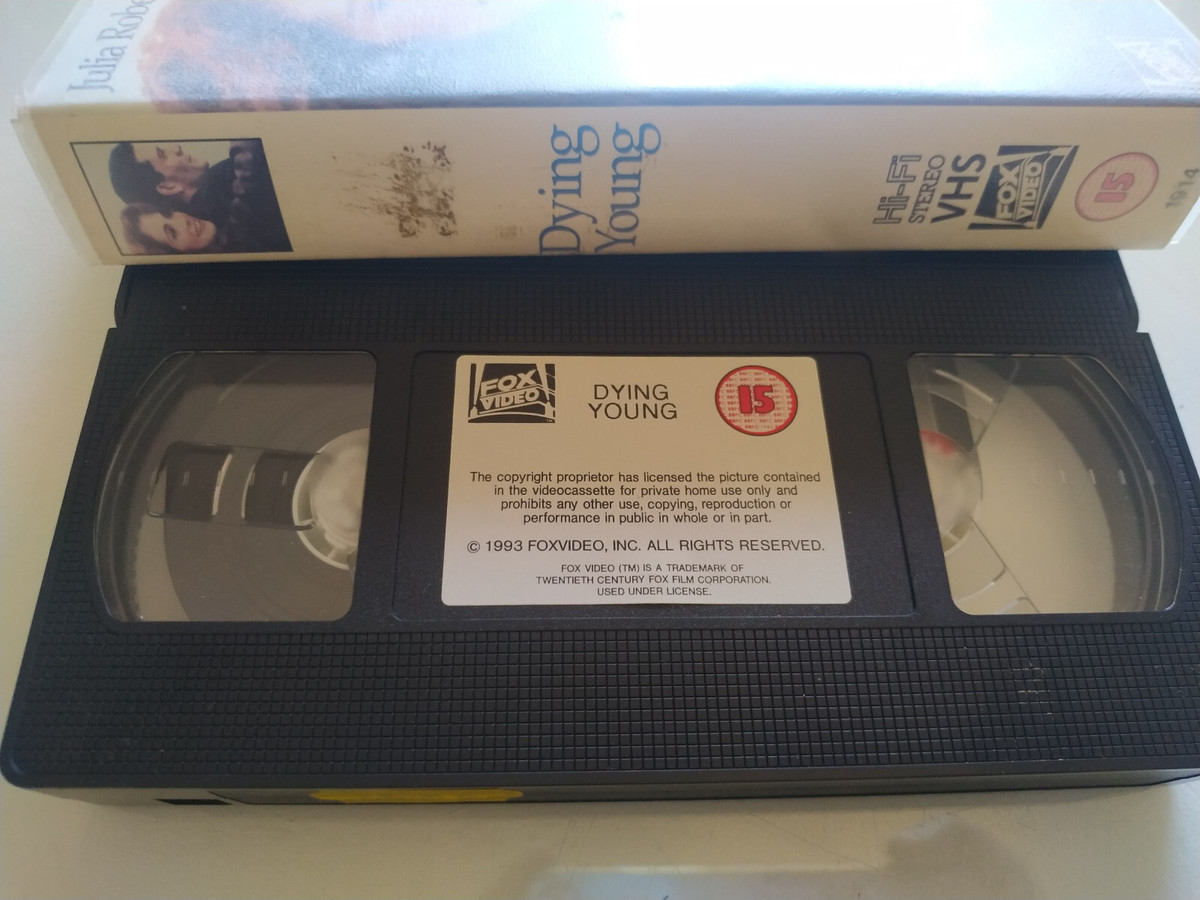 Julia Robe
Dying
Young
Hi-Fi
STEREO
VHS
FOX
VIDEO
15
1914
FOX
VIDEO
TM
DYING
YOUNG
15
The copyright proprietor has licensed the picture contained
in the videocassette for private home use only and
prohibits any other use, copying, reproduction or
performance in public in whole or in part.
© 1993 FOXVIDEO, INC. ALL RIGHTS RESERVED.
FOX VIDEO (TM) IS A TRADEMARK OF
TWENTIETH CENTURY FOX FILM CORPORATION.
USED UNDER LICENSE.